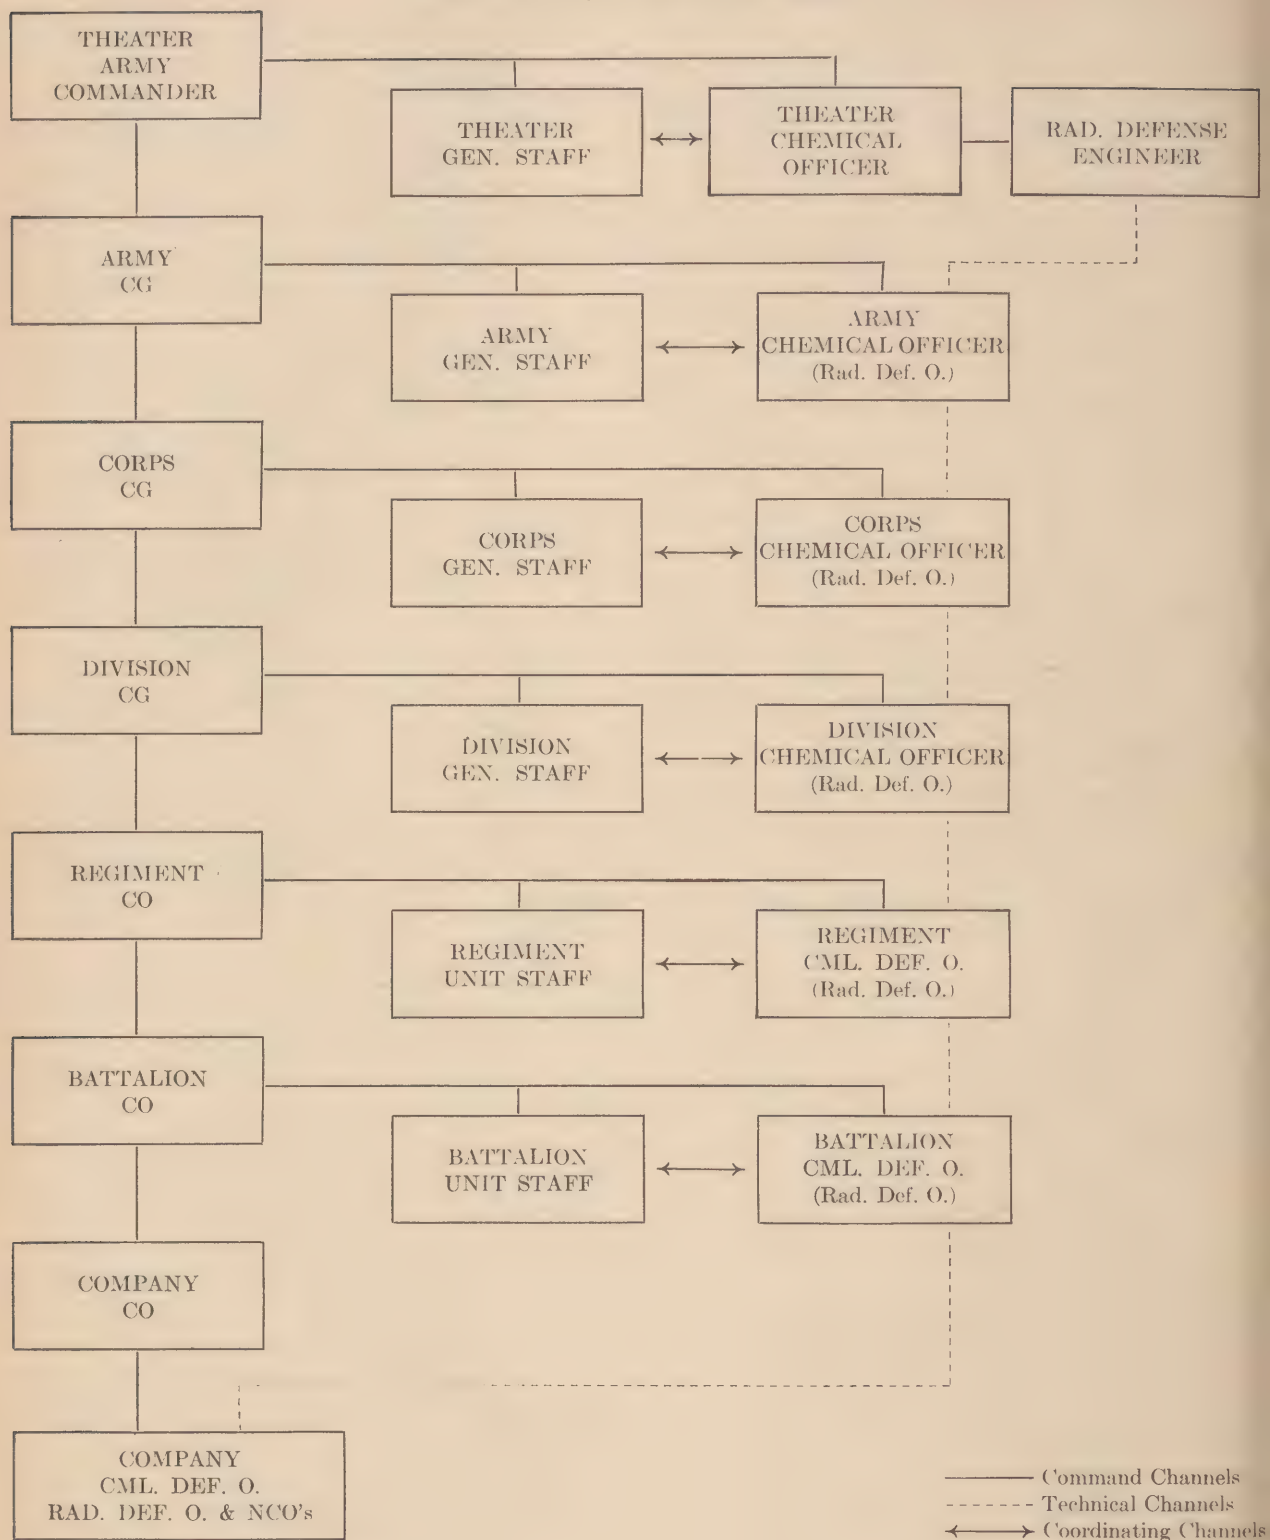 THEATER
ARMY
COMMANDER
THEATER
GEN. STAFF
THEATER
CHEMICAL
OFFICER
RAD. DEFENSE
ENGINEER
ARMY
CG
ARMY
GEN. STAFF
ARMY
CHEMICAL OFFICER
(Rad. Def. O.)
CORPS
CG
CORPS
GEN. STAFF
CORPS
CHEMICAL OFFICER
(Rad. Def. O.)
DIVISION
CG
DIVISION
GEN. STAFF
DIVISION
CHEMICAL OFFICER
(Rad. Def. O.)
REGIMENT
CO
REGIMENT
UNIT STAFF
REGIMENT
CML. DEF. O.
(Rad. Def. O.)
BATTALION
CO
BATTALION
UNIT STAFF
BATTALION
CML. DEF. O.
(Rad. Def. O.)
COMPANY
CO
COMPANY
CML. DEF. O.
RAD. DEF. O. & NCO's
Command Channels
Technical Channels
Coordinating Channels